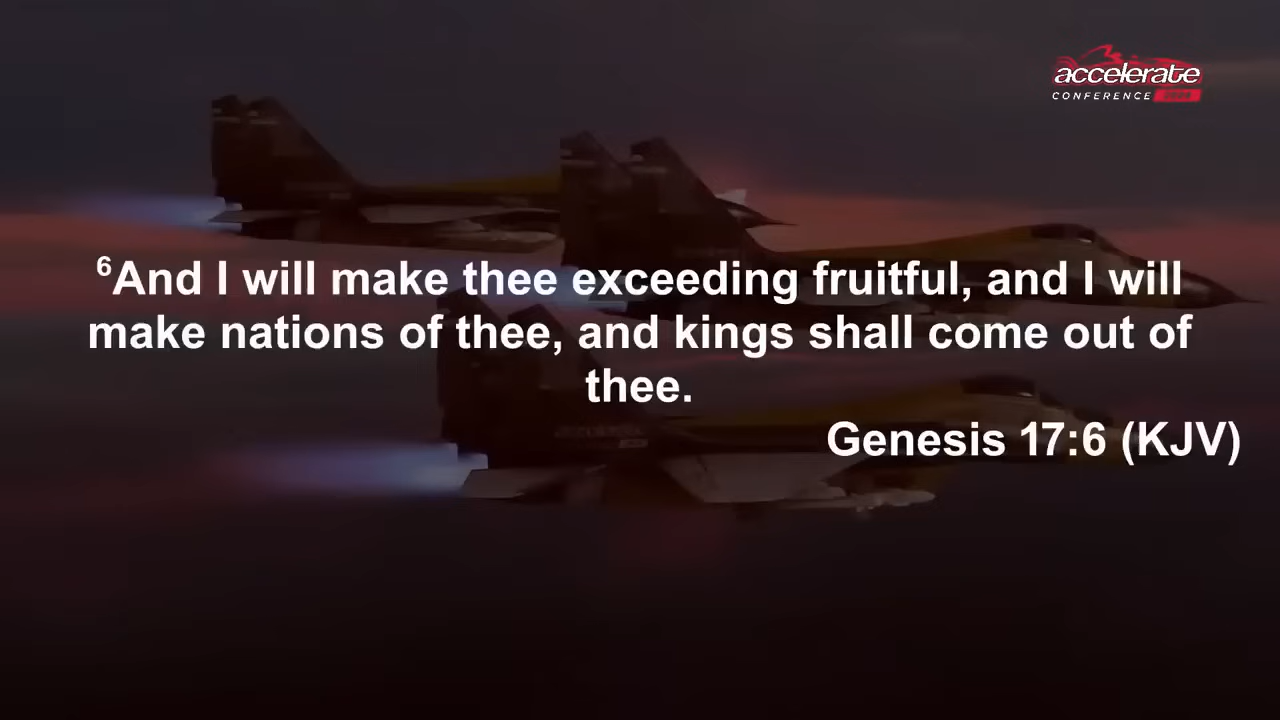 accelerate
CONFERENCE
6And I will make thee exceeding fruitful, and I will
make nations of thee, and kings shall come out of
thee.
Genesis 17:6 (KJV)